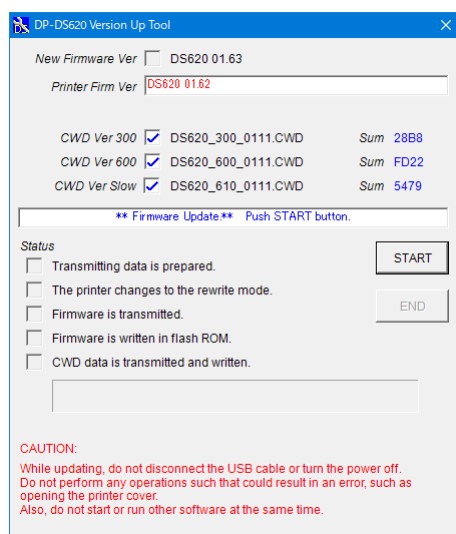 DP-DS620 Version Up Tool
New Firmware Ver DS620 01.63
Printer Firm Ver DS620 01.62
CWD Ver 300 DS620_300_0111.CWD Sum 28B8
CWD Ver 600 DS620_600_0111.CWD Sum FD22
CWD Ver Slow DS620_610_0111.CWD Sum 5479
** Firmware Update.** Push START button.
Status
START
Transmitting data is prepared.
The printer changes to the rewrite mode.
END
Firmware is transmitted.
Firmware is written in flash ROM.
CWD data is transmitted and written.
CAUTION:
While updating, do not disconnect the USB cable or turn the power off.
Do not perform any operations such that could result in an error, such as
opening the printer cover.
Also, do not start or run other software at the same time.